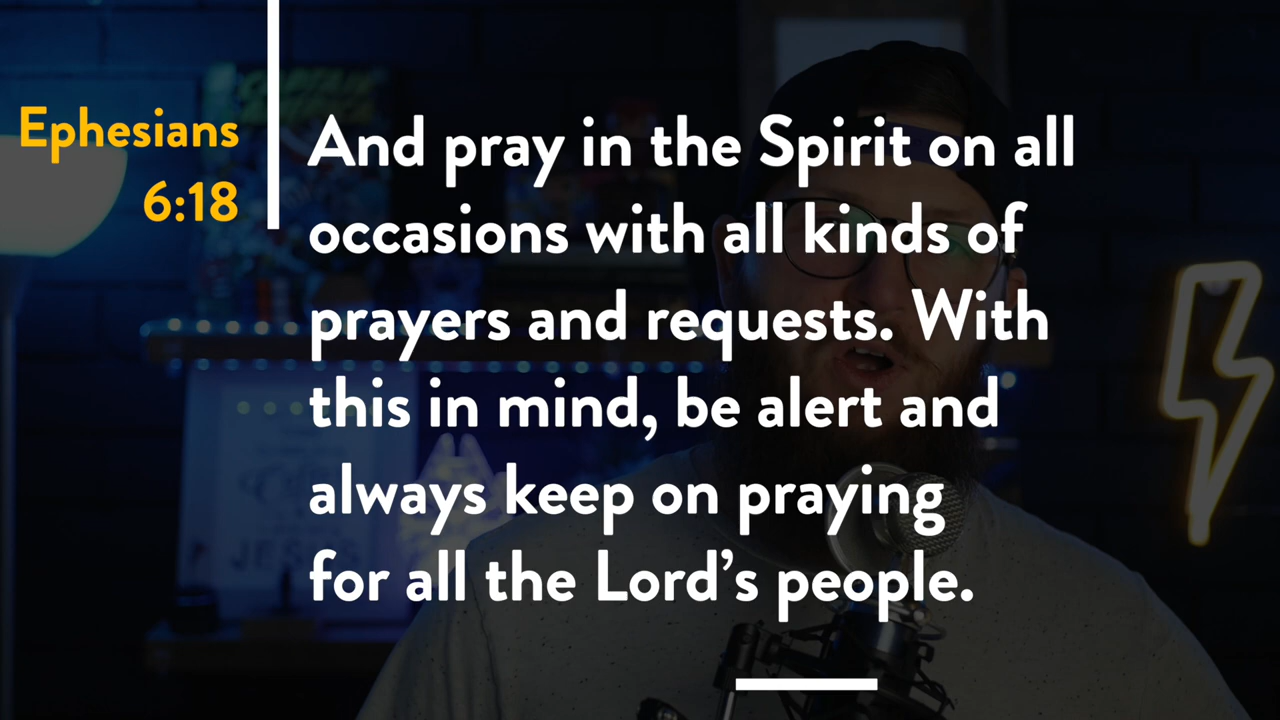 Ephesians
6:18
And pray in the Spirit on all
occasions with all kinds of
prayers and requests. With
this in mind, be alert and
always keep on praying
for all the Lord’s people.
JESUS